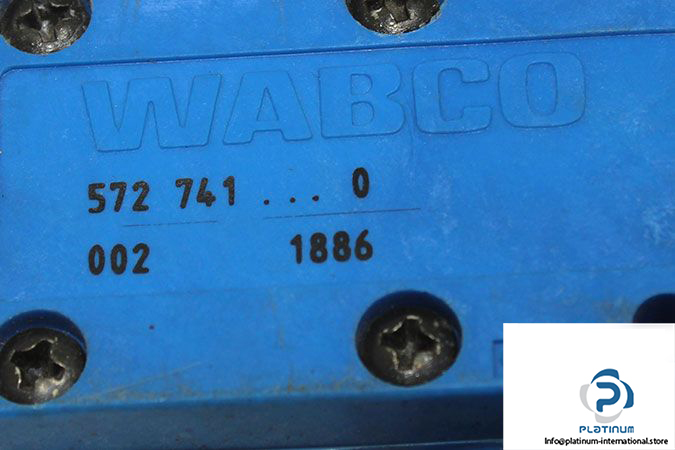 WABCO
572 741 ... 0
002 1886
PLATINUM
Info@platinum-international.store